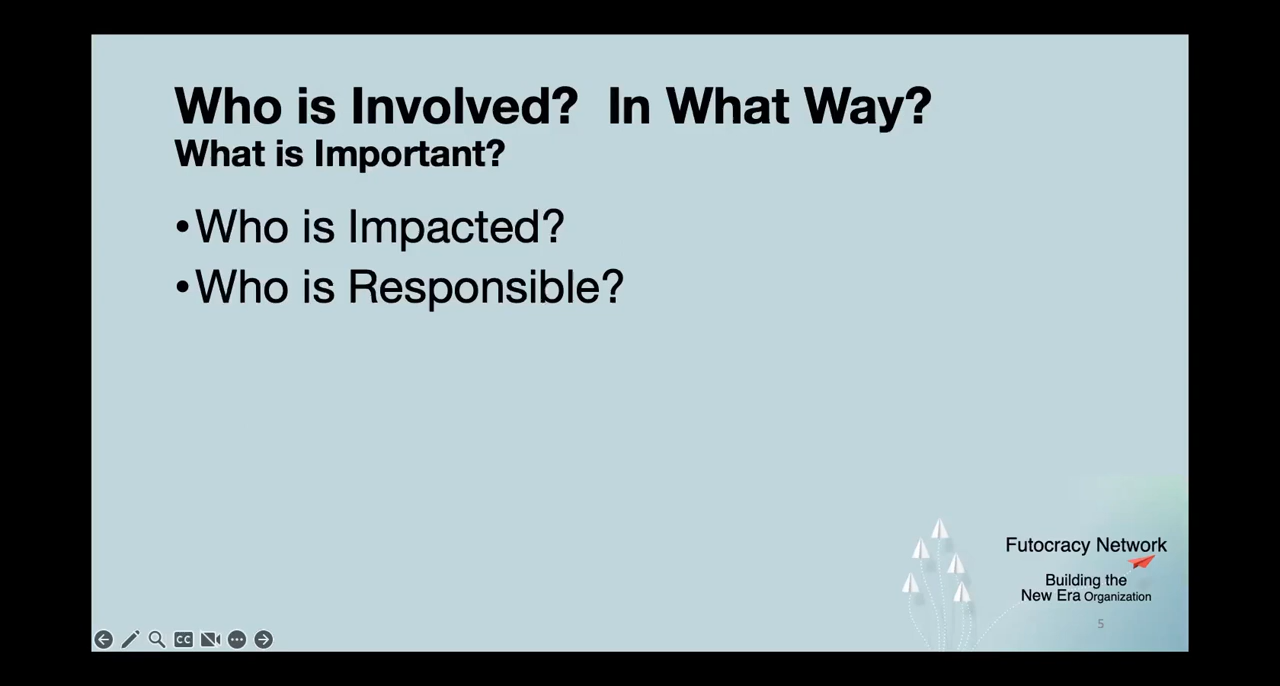 Who is Involved?  In What Way?
What is Important?
•Who is Impacted?
•Who is Responsible?
Futocracy Network
Building the
New Era Organization
5
CC